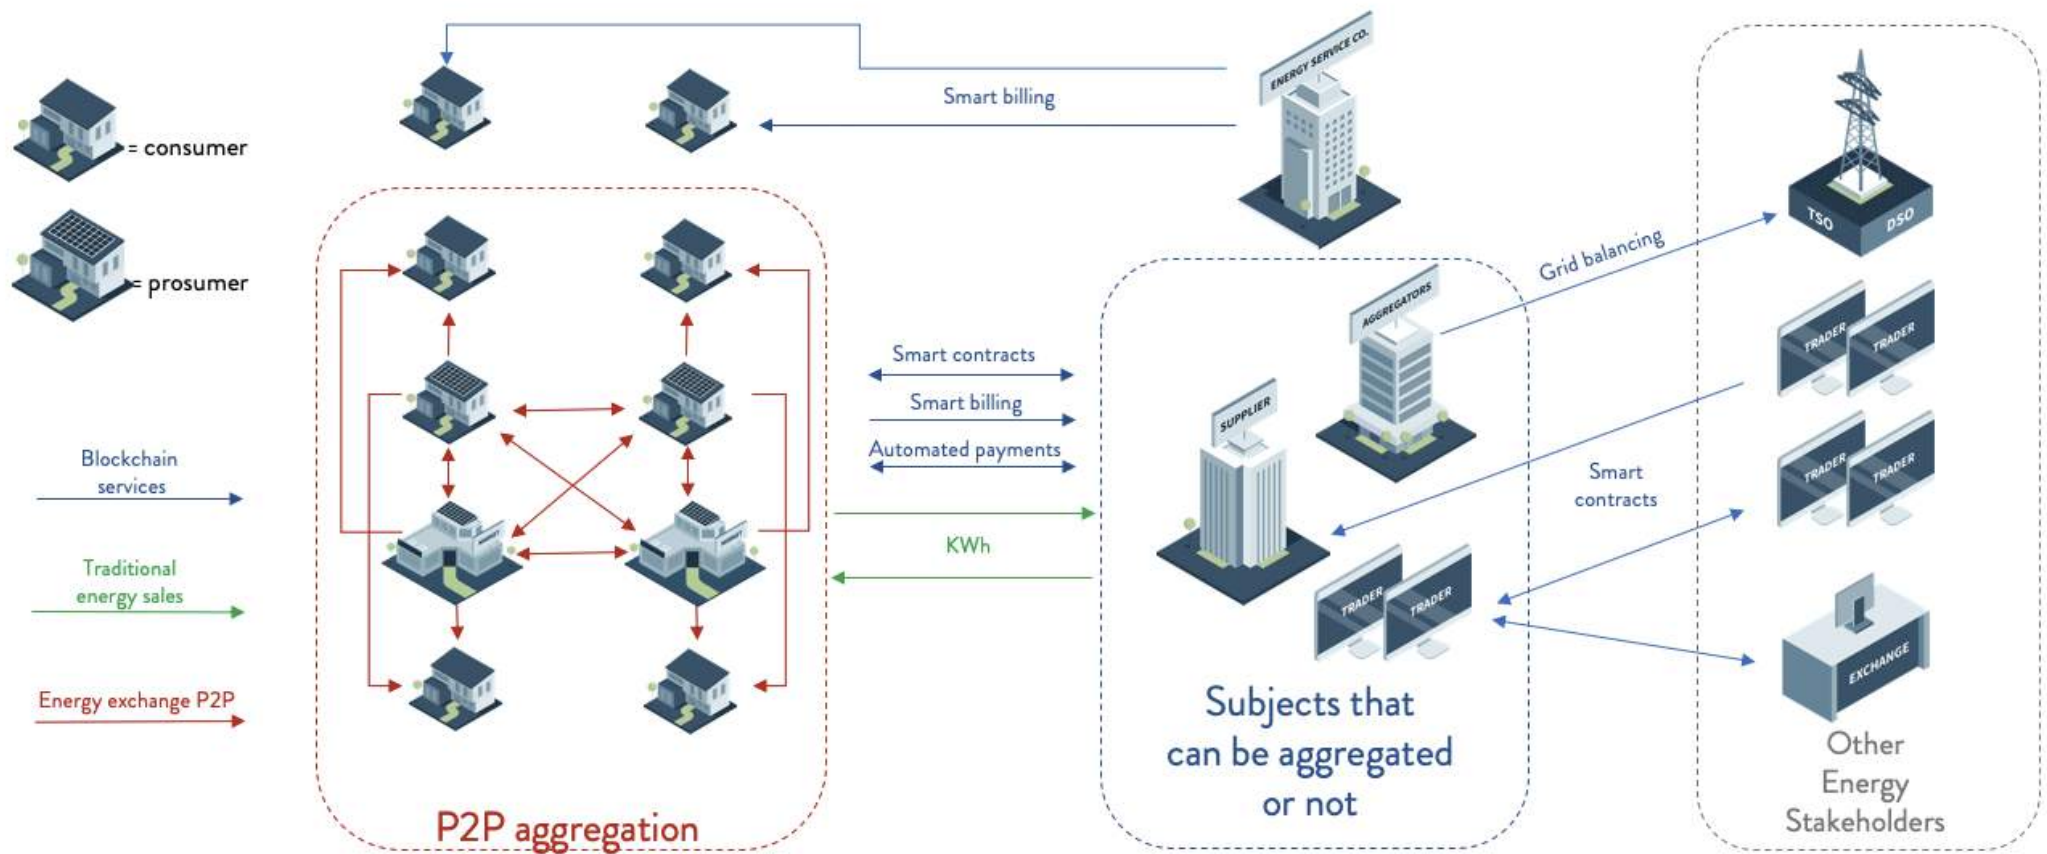 ENERGY SERVICE CO.
Smart billing
= consumer
= prosumer
TSO
DSO
Grid balancing
AGGREGATORS
TRADER
TRADER
Smart contracts
Smart billing
Automated payments
SUPPLIER
Blockchain
services
TRADER
TRADER
Smart
contracts
KWh
Traditional
energy sales
TRADER
TRADER
EXCHANGE
Energy exchange P2P
Subjects that
can be aggregated
or not
Other
Energy
Stakeholders
P2P aggregation